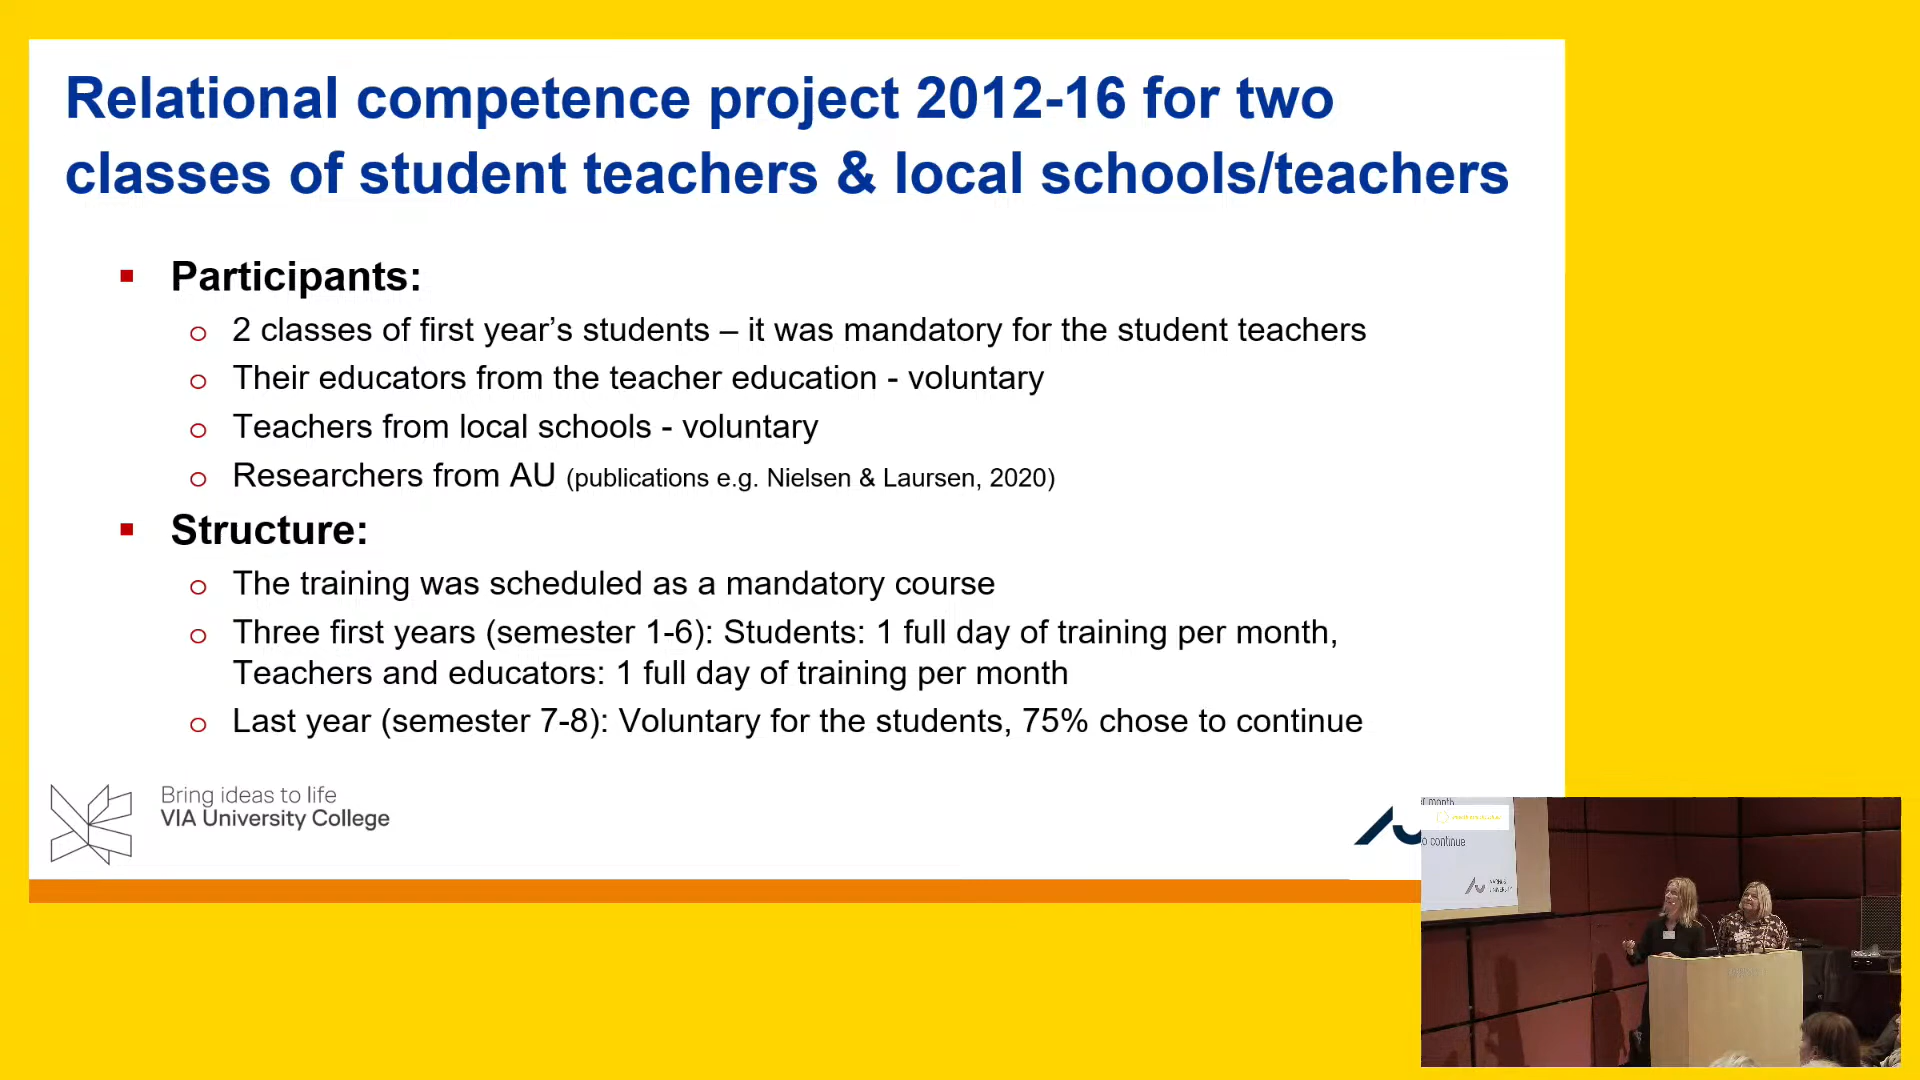 Relational competence project 2012-16 for two
classes of student teachers & local schools/teachers
Participants:
2 classes of first year’s students – it was mandatory for the student teachers
Their educators from the teacher education - voluntary
Teachers from local schools - voluntary
Researchers from AU (publications e.g. Nielsen & Laursen, 2020)
Structure:
The training was scheduled as a mandatory course
Three first years (semester 1-6): Students: 1 full day of training per month,
Teachers and educators: 1 full day of training per month
Last year (semester 7-8): Voluntary for the students, 75% chose to continue
Bring ideas to life
VIA University College
month
o continue